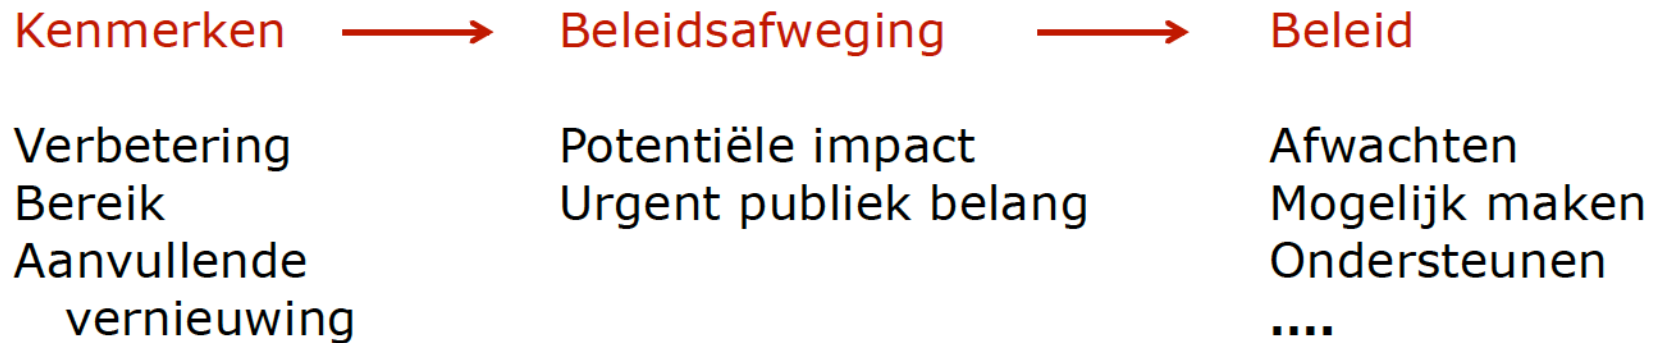 Kenmerken
Beleidsafweging
Beleid
Verbetering
Bereik
Aanvullende
vernieuwing
Potentiële impact
Urgent publiek belang
Afwachten
Mogelijk maken
Ondersteunen
....